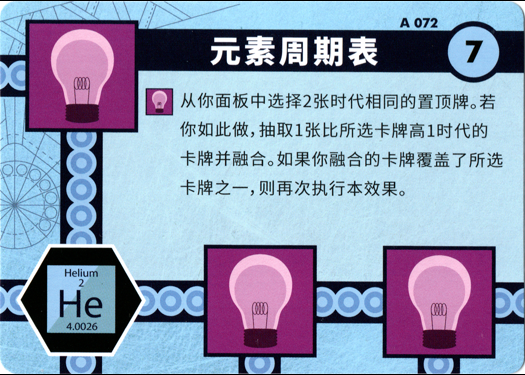 A 072
元素周期表
7
从你面板中选择2张时代相同的置顶牌。若
你如此做,抽取1张比所选卡牌高1时代的
卡牌并融合。如果你融合的卡牌覆盖了所选
卡牌之一,则再次执行本效果。
Helium
2
He
4.0026